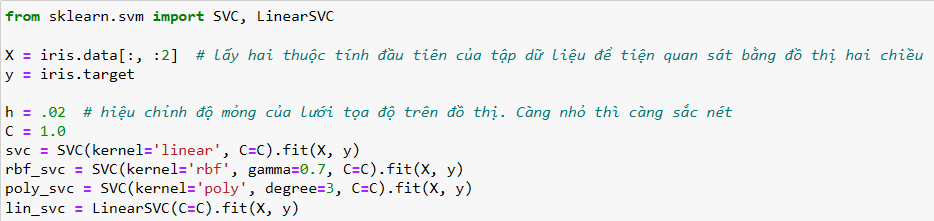 from sklearn.svm import SVC, LinearSVC
X = iris.data[:, :2]  # lấy hai thuộc tính đầu tiên của tập dữ liệu để tiện quan sát bằng đồ thị hai chiều
y = iris.target
h = .02  # hiệu chỉnh độ mỏng của lưới tọa độ trên đồ thị. Càng nhỏ thì càng sắc nét
C = 1.0
svc = SVC(kernel='linear', C=C).fit(X, y)
rbf_svc = SVC(kernel='rbf', gamma=0.7, C=C).fit(X, y)
poly_svc = SVC(kernel='poly', degree=3, C=C).fit(X, y)
lin_svc = LinearSVC(C=C).fit(X, y)